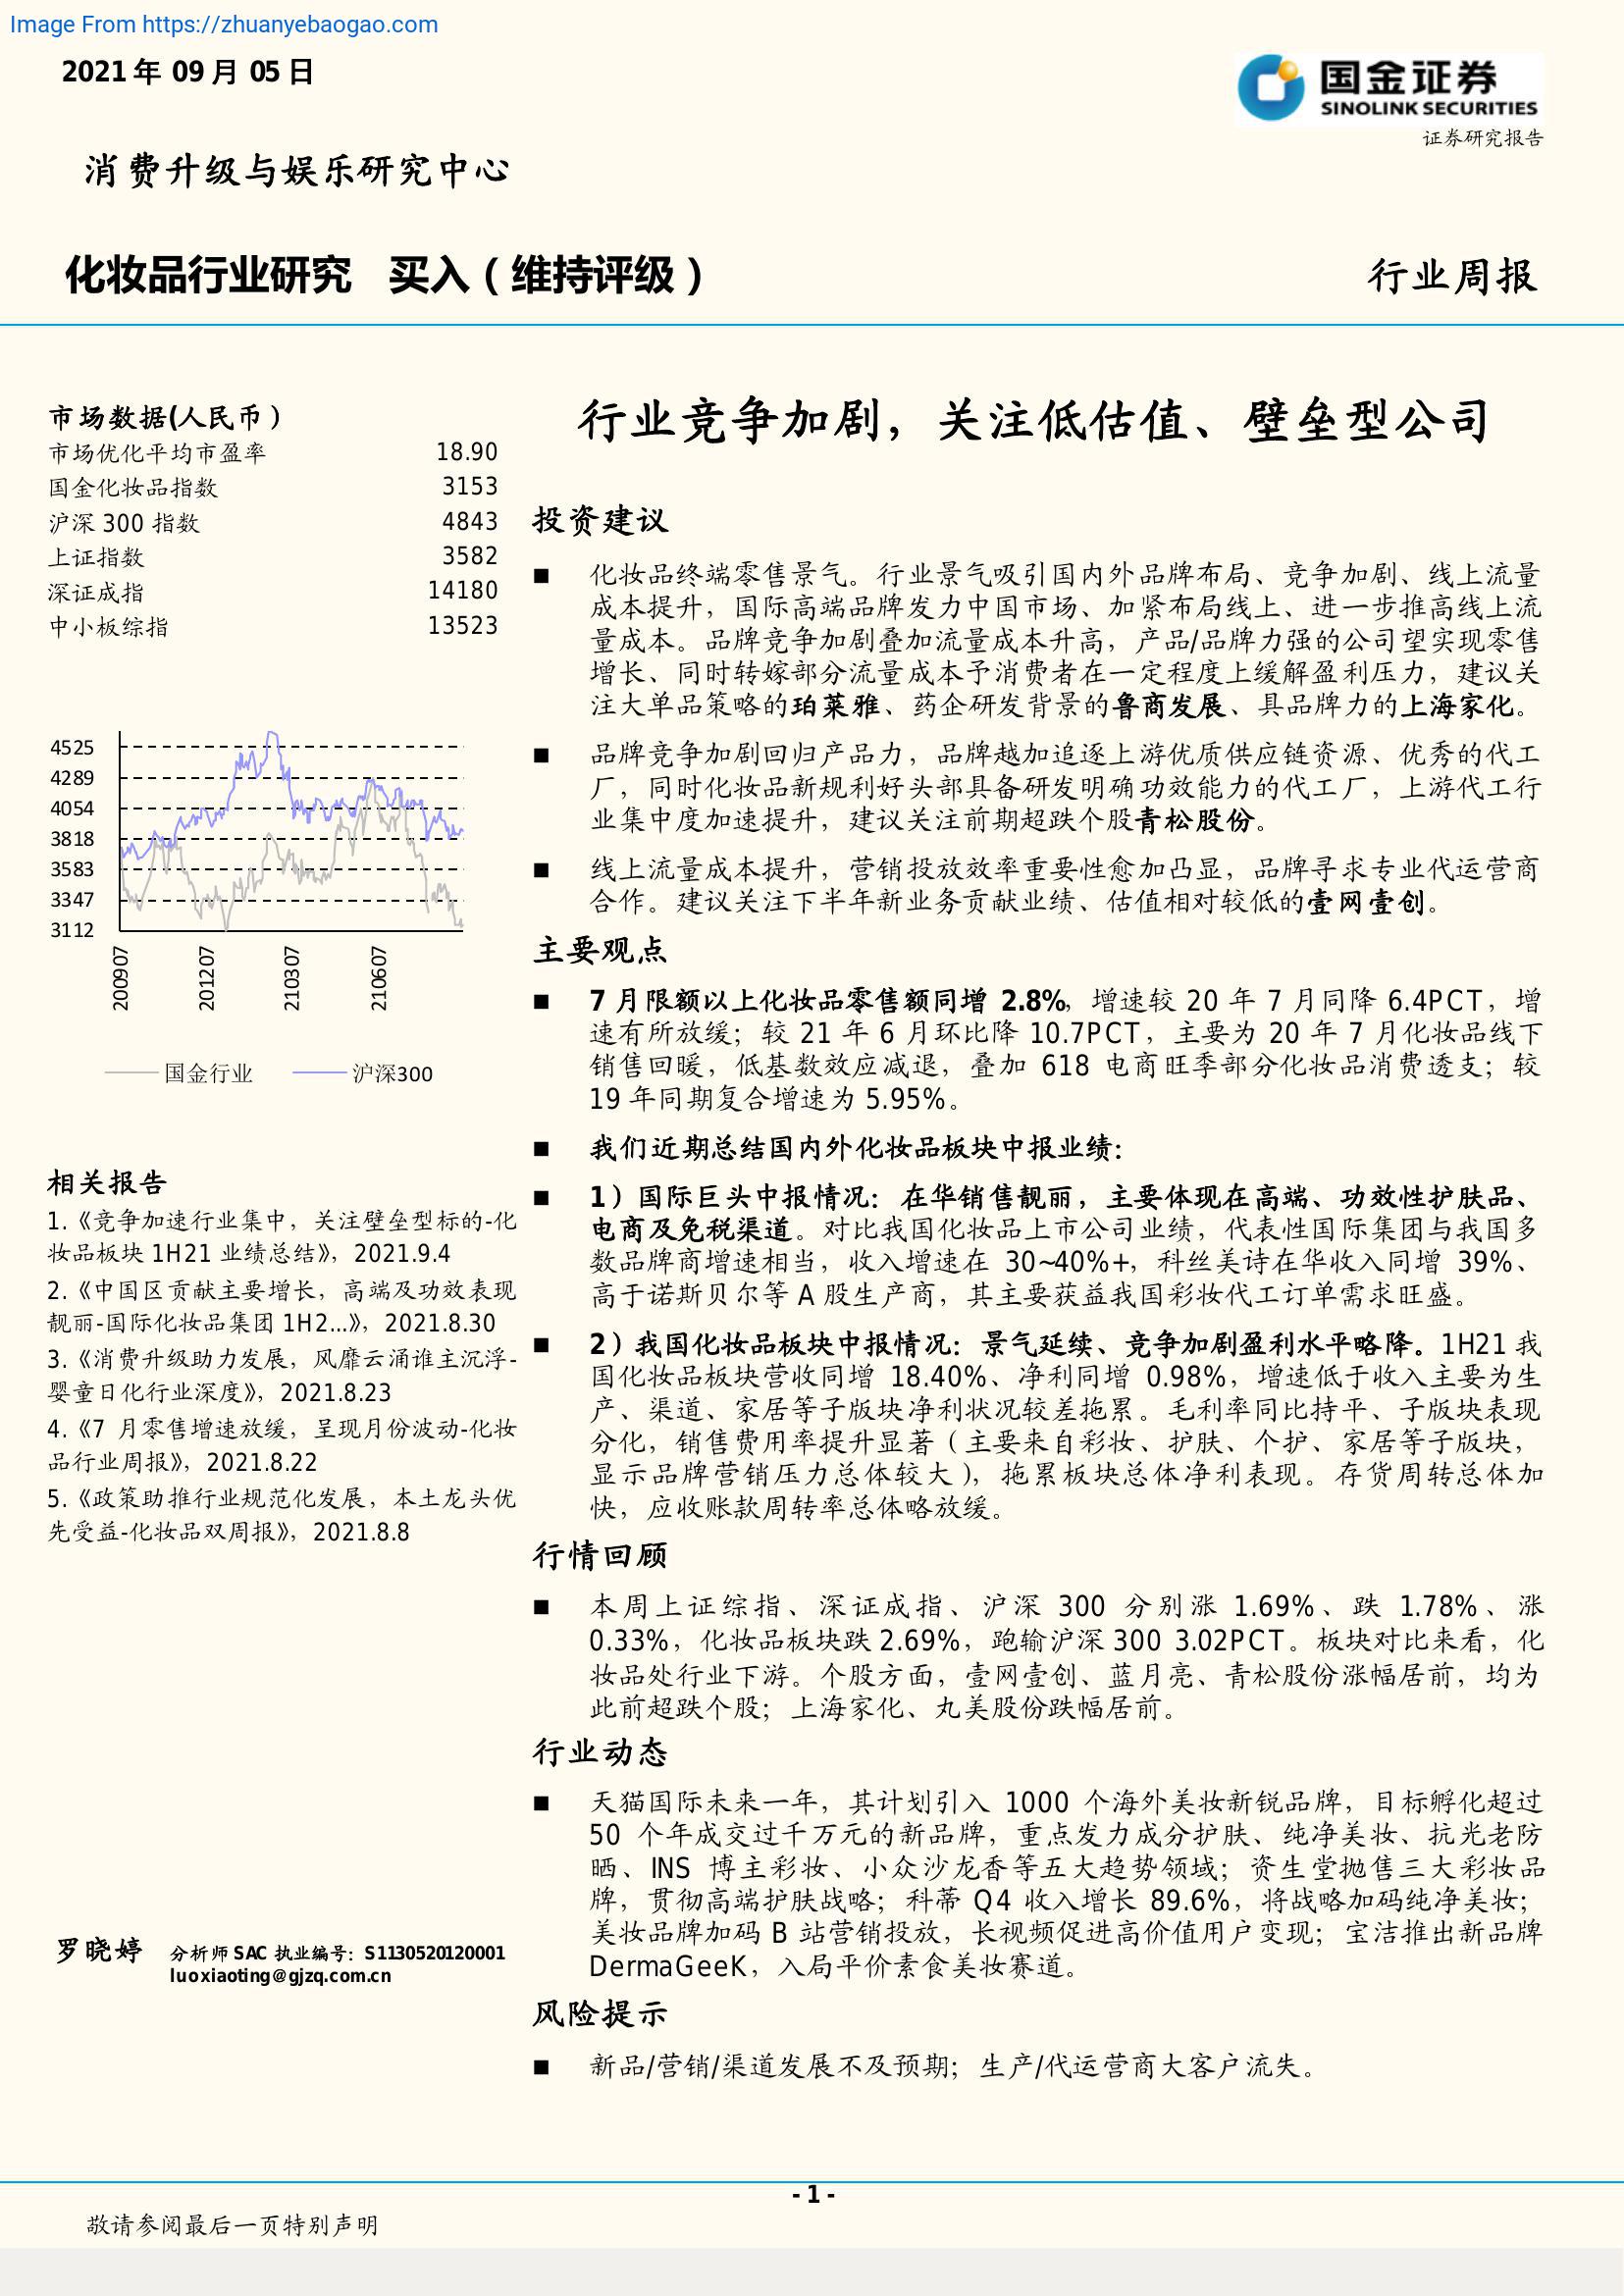 Image From https://zhuanyebaogao.com
2021 年 09 月 05 日
国金证券
SINOLINK SECURITIES
证券研究报告
消费升级与娱乐研究中心
化妆品行业研究 买入（维持评级）
行业周报
市场数据(人民币）
市场优化平均市盈率 18.90
国金化妆品指数 3153
沪深 300 指数 4843
上证指数 3582
深证成指 14180
中小板综指 13523
4525
4289
4054
3818
3583
3347
3112
200907
201207
210307
210607
国金行业
沪深300
相关报告
1.《竞争加速行业集中，关注壁垒型标的-化
妆品板块 1H21 业绩总结》，2021.9.4
2.《中国区贡献主要增长，高端及功效表现
靓丽-国际化妆品集团 1H2...》，2021.8.30
3.《消费升级助力发展，风靡云涌谁主沉浮-
婴童日化行业深度》，2021.8.23
4.《7 月零售增速放缓，呈现月份波动-化妆
品行业周报》，2021.8.22
5.《政策助推行业规范化发展，本土龙头优
先受益-化妆品双周报》，2021.8.8
罗晓婷
分析师 SAC 执业编号：S1130520120001
luoxiaoting@gjzq.com.cn
行业竞争加剧，关注低估值、壁垒型公司
投资建议
■ 化妆品终端零售景气。行业景气吸引国内外品牌布局、竞争加剧、线上流量
成本提升，国际高端品牌发力中国市场、加紧布局线上、进一步推高线上流
量成本。品牌竞争加剧叠加流量成本升高，产品/品牌力强的公司望实现零售
增长、同时转嫁部分流量成本予消费者在一定程度上缓解盈利压力，建议关
注大单品策略的珀莱雅、药企研发背景的鲁商发展、具品牌力的上海家化。
■ 品牌竞争加剧回归产品力，品牌越加追逐上游优质供应链资源、优秀的代工
厂，同时化妆品新规利好头部具备研发明确功效能力的代工厂，上游代工行
业集中度加速提升，建议关注前期超跌个股青松股份。
■ 线上流量成本提升，营销投放效率重要性愈加凸显，品牌寻求专业代运营商
合作。建议关注下半年新业务贡献业绩、估值相对较低的壹网壹创。
主要观点
■ 7 月限额以上化妆品零售额同增 2.8%，增速较 20 年 7 月同降 6.4PCT，增
速有所放缓；较 21 年 6 月环比降 10.7PCT，主要为 20 年 7 月化妆品线下
销售回暖，低基数效应减退，叠加 618 电商旺季部分化妆品消费透支；较
19 年同期复合增速为 5.95%。
■ 我们近期总结国内外化妆品板块中报业绩：
■ 1）国际巨头中报情况：在华销售靓丽，主要体现在高端、功效性护肤品、
电商及免税渠道。对比我国化妆品上市公司业绩，代表性国际集团与我国多
数品牌商增速相当，收入增速在 30~40%+，科丝美诗在华收入同增 39%、
高于诺斯贝尔等 A 股生产商，其主要获益我国彩妆代工订单需求旺盛。
■ 2）我国化妆品板块中报情况：景气延续、竞争加剧盈利水平略降。1H21 我
国化妆品板块营收同增 18.40%、净利同增 0.98%，增速低于收入主要为生
产、渠道、家居等子版块净利状况较差拖累。毛利率同比持平、子版块表现
分化，销售费用率提升显著（主要来自彩妆、护肤、个护、家居等子版块，
显示品牌营销压力总体较大），拖累板块总体净利表现。存货周转总体加
快，应收账款周转率总体略放缓。
行情回顾
■ 本周上证综指、深证成指、沪深 300 分别涨 1.69%、跌 1.78%、涨
0.33%，化妆品板块跌 2.69%，跑输沪深 300 3.02PCT。板块对比来看，化
妆品处行业下游。个股方面，壹网壹创、蓝月亮、青松股份涨幅居前，均为
此前超跌个股；上海家化、丸美股份跌幅居前。
行业动态
■ 天猫国际未来一年，其计划引入 1000 个海外美妆新锐品牌，目标孵化超过
50 个年成交过千万元的新品牌，重点发力成分护肤、纯净美妆、抗光老防
晒、INS 博主彩妆、小众沙龙香等五大趋势领域；资生堂抛售三大彩妆品
牌，贯彻高端护肤战略；科蒂 Q4 收入增长 89.6%，将战略加码纯净美妆；
美妆品牌加码 B 站营销投放，长视频促进高价值用户变现；宝洁推出新品牌
DermaGeeK，入局平价素食美妆赛道。
风险提示
■ 新品/营销/渠道发展不及预期；生产/代运营商大客户流失。
- 1 -
敬请参阅最后一页特别声明